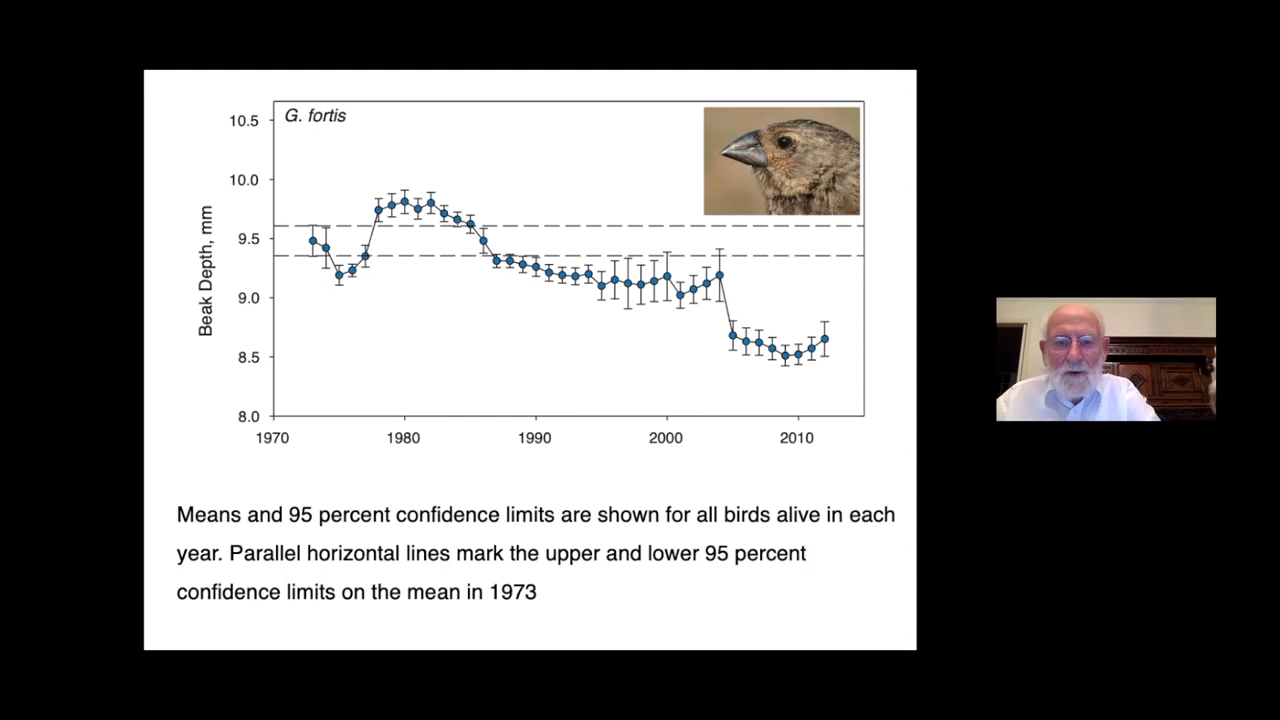 G. fortis
10.5
10.0
9.5
9.0
8.5
8.0
Beak Depth, mm
1970 1980 1990 2000 2010
Means and 95 percent confidence limits are shown for all birds alive in each
year. Parallel horizontal lines mark the upper and lower 95 percent
confidence limits on the mean in 1973